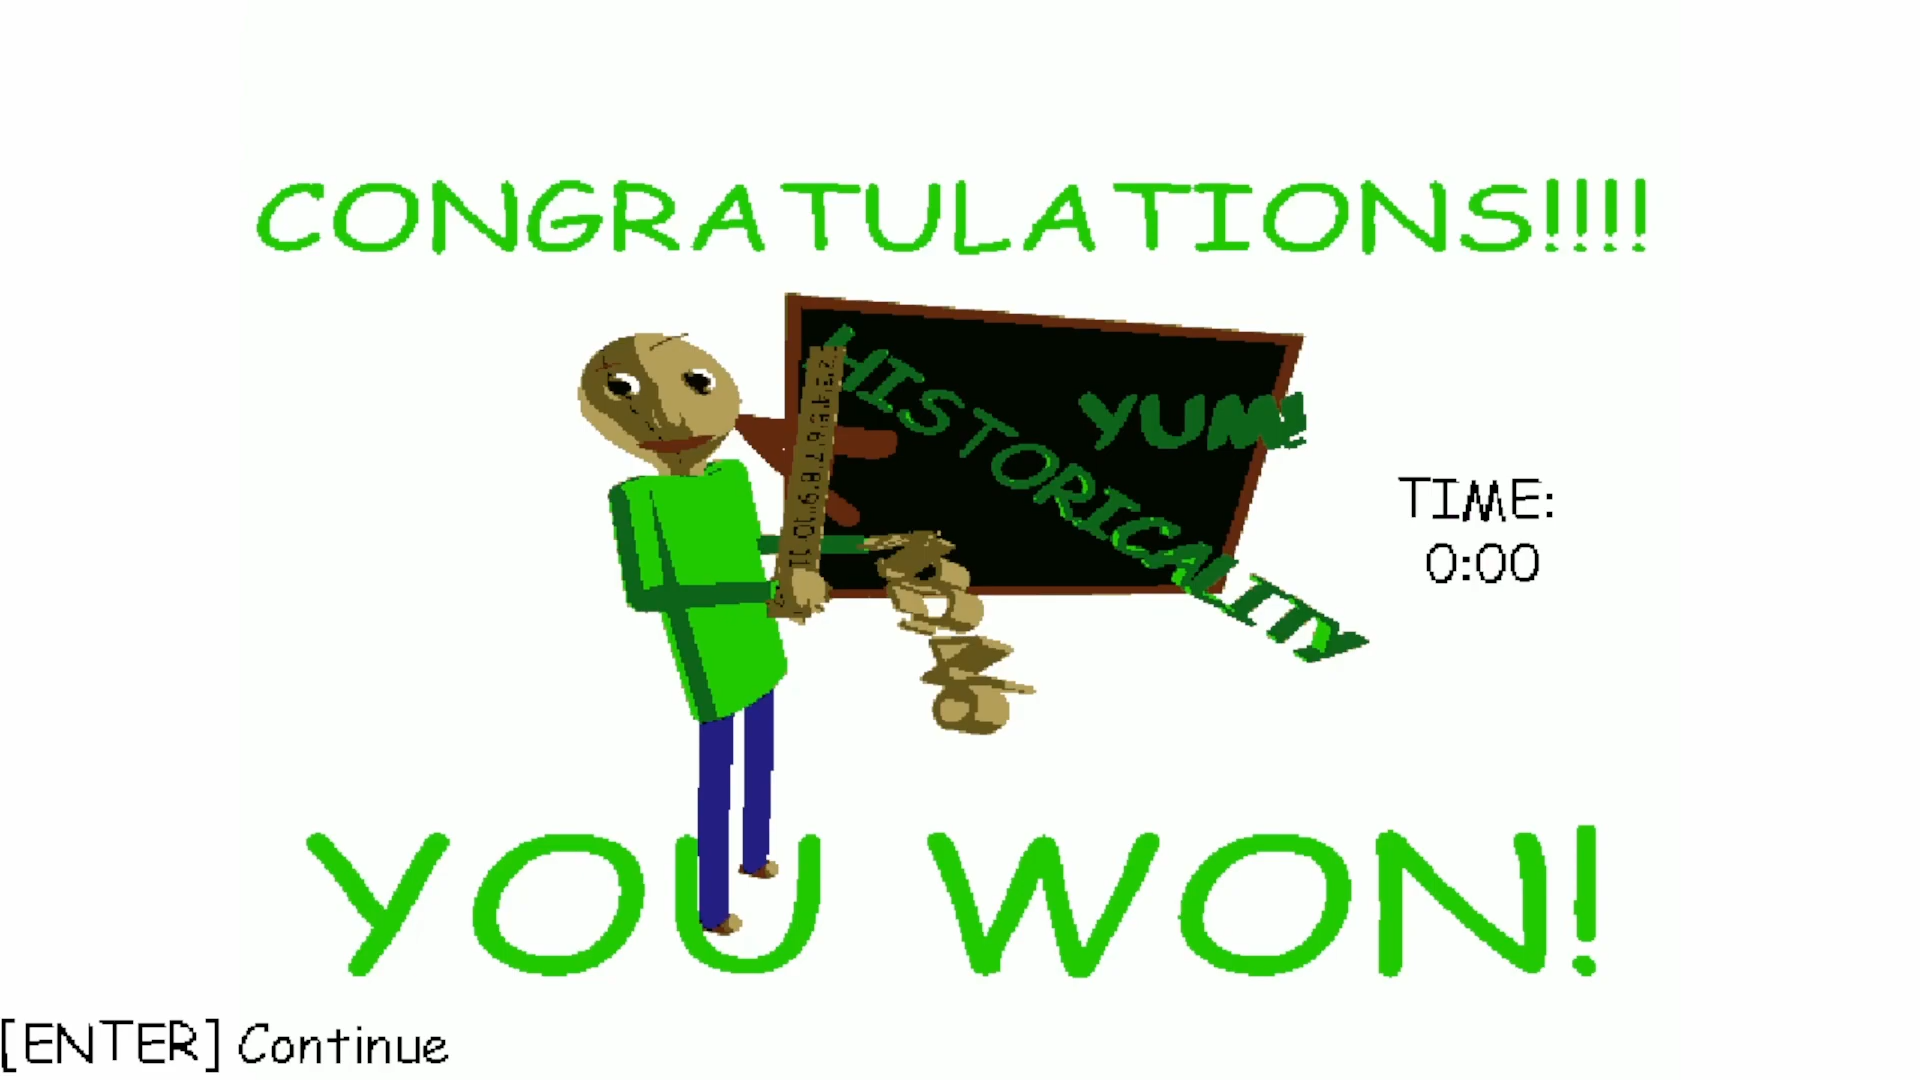 CONGRATULATIONS!!!!
HISTORICALITY
YUM!
TIME:
0:00
YOU WON!
[ENTER] Continue